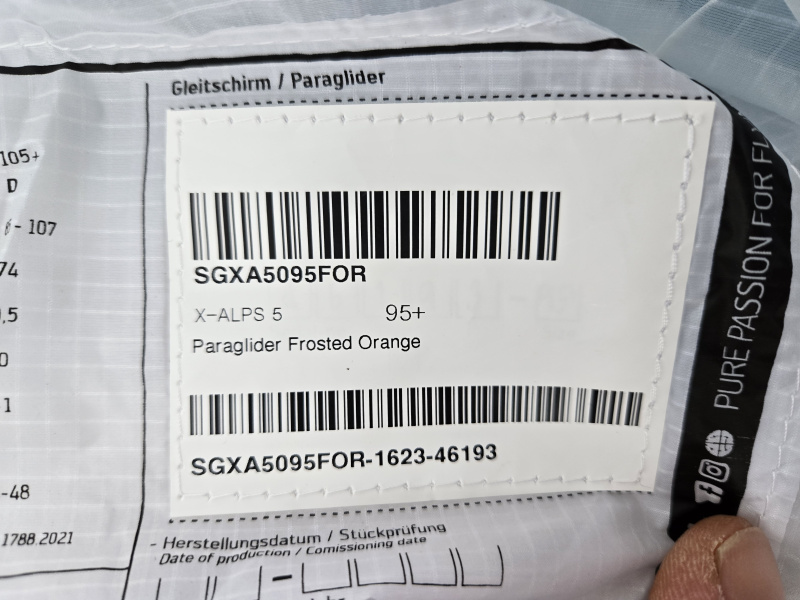 Gleitschirm / Paraglider
105+
D
- 107
74
,5
0
1
-48
1788.2021
SGXA5095FOR
X-ALPS 5 95+
Paraglider Frosted Orange
SGXA5095FOR-1623-46193
- Herstellungsdatum / Stückprüfung
Date of production / Comissioning date
PURE PASSION FOR FL